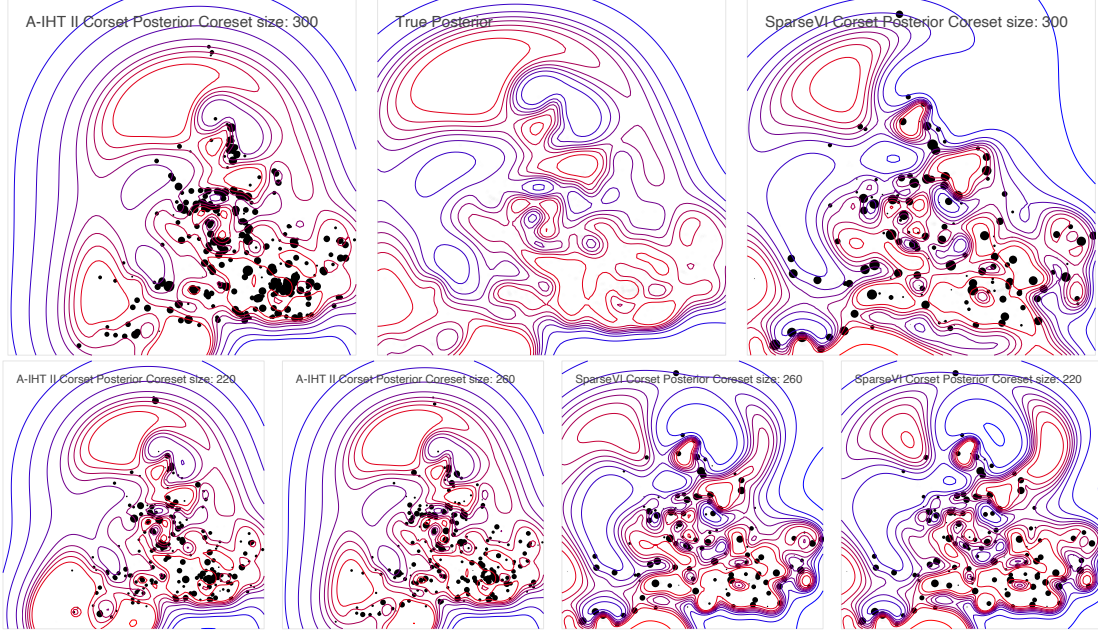 A-IHT II Corset Posterior Coreset size: 300
True Posterior
SparseVI Corset Posterior Coreset size: 300
A-IHT II Corset Posterior Coreset size: 220
A-IHT II Corset Posterior Coreset size: 260
SparseVI Corset Posterior Coreset size: 260
SparseVI Corset Posterior Coreset size: 220